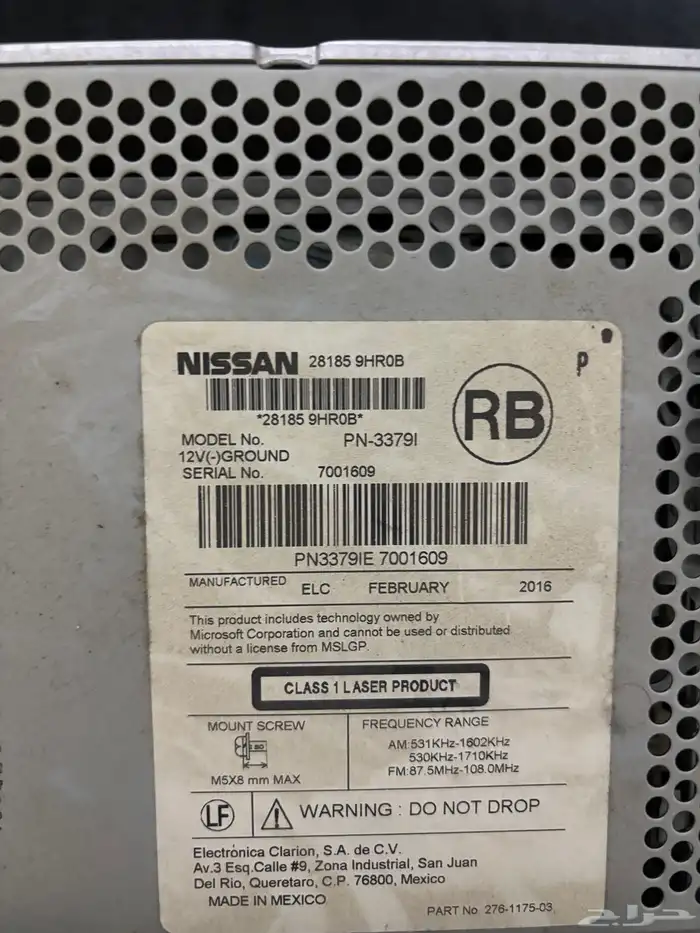 NISSAN 28185 9HR0B
P
*28185 9HR0B*
RB
MODEL No. PN-3379I
12V(-)GROUND
SERIAL No. 7001609
PN3379IE 7001609
MANUFACTURED ELC FEBRUARY 2016
This product includes technology owned by
Microsoft Corporation and cannot be used or distributed
without a license from MSLGP.
CLASS 1 LASER PRODUCT
MOUNT SCREW
M5X8 mm MAX
FREQUENCY RANGE
AM:531KHz-1602KHz
530KHz-1710KHz
FM:87.5MHz-108.0MHz
LF
WARNING : DO NOT DROP
Electrónica Clarion, S.A. de C.V.
Av.3 Esq.Calle #9, Zona Industrial, San Juan
Del Rio, Queretaro, C.P. 76800, Mexico
MADE IN MEXICO
PART No 276-1175-03
حراج